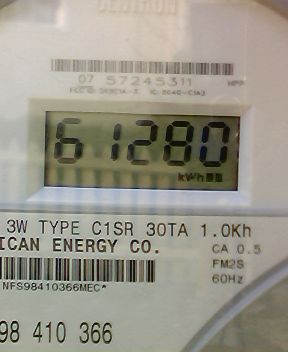 CENTRON
07 57245311
61280
kWh
3W TYPE C1SR 30TA 1.0Kh
ICAN ENERGY CO.
CA 0.5
FM2S
60Hz
NFS98410366MEC*
98 410 366